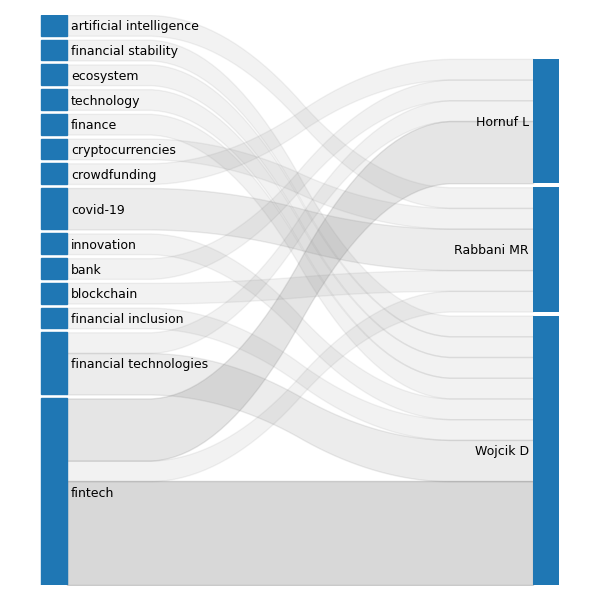 artificial intelligence
financial stability
ecosystem
technology
finance
cryptocurrencies
crowdfunding
covid-19
innovation
bank
blockchain
financial inclusion
financial technologies
fintech
Hornuf L
Rabbani MR
Wojcik D